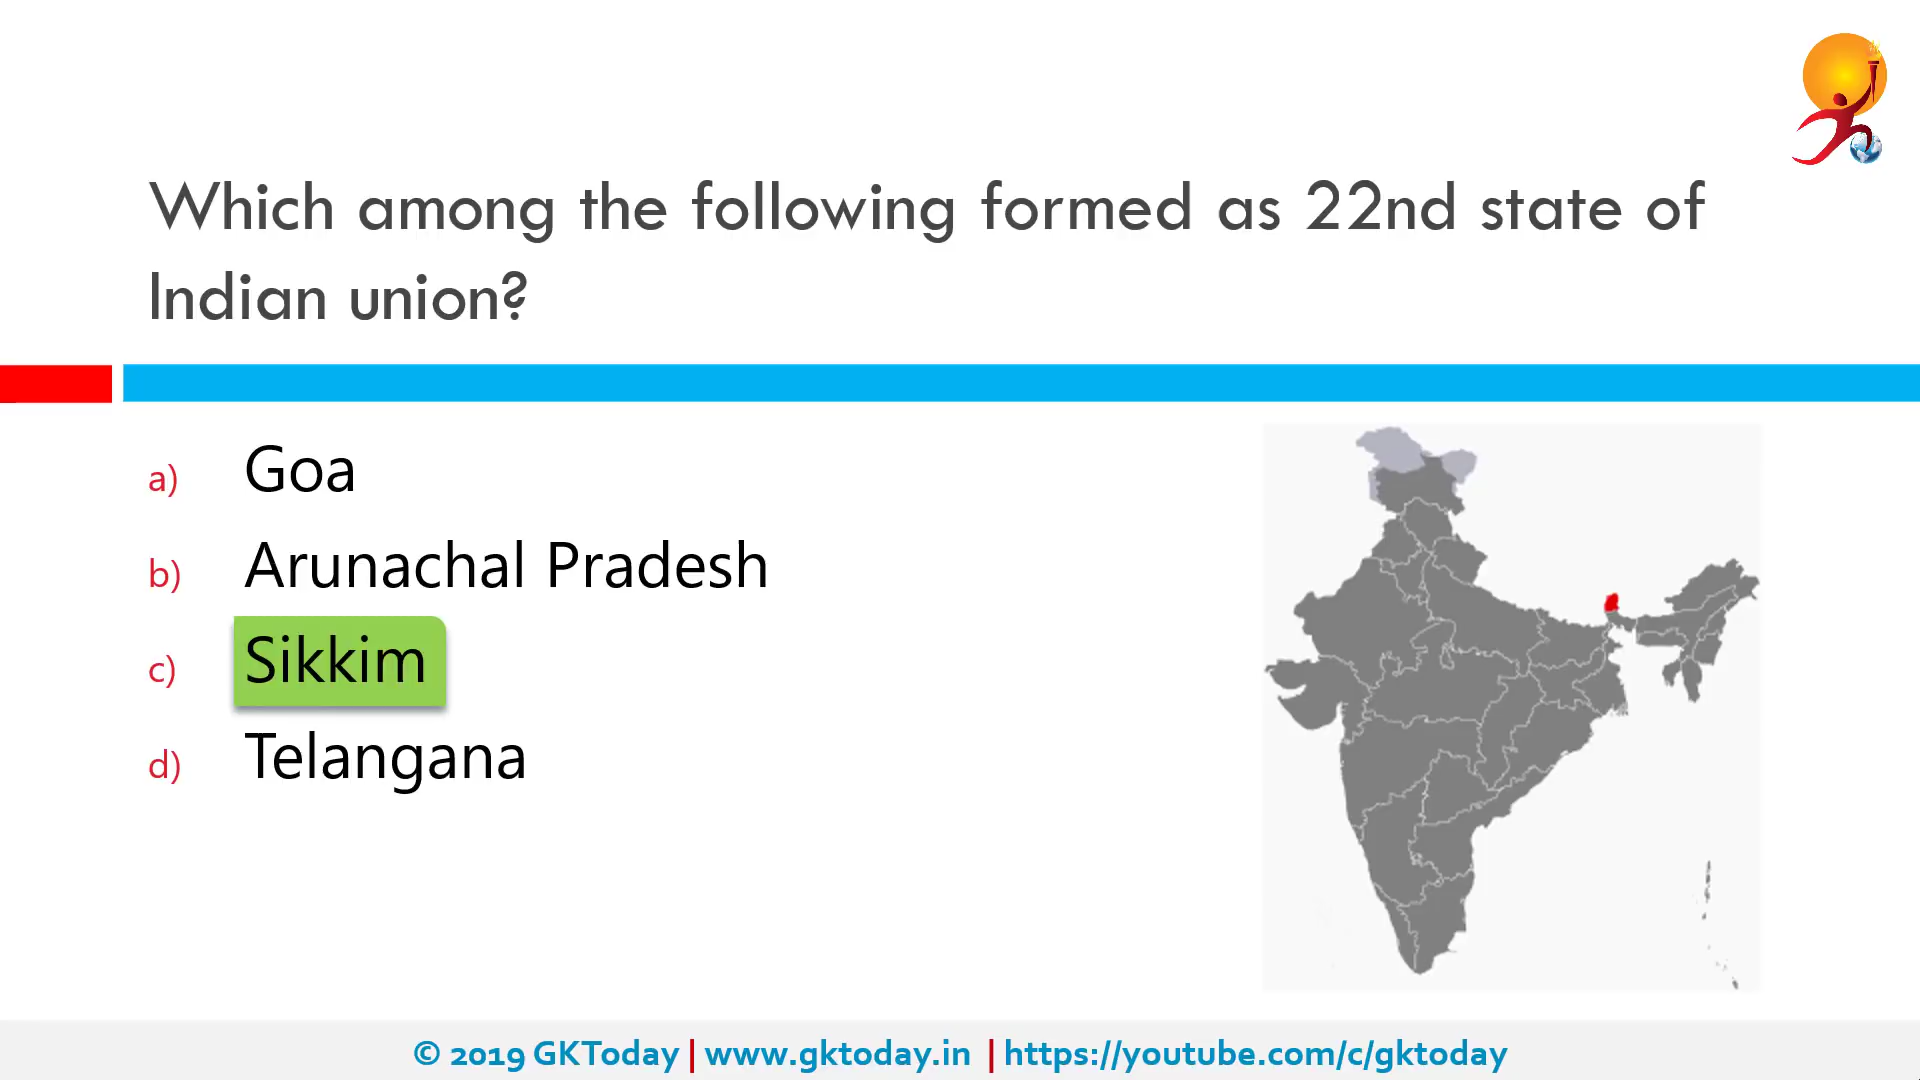 Which among the following formed as 22nd state of
Indian union?
a) Goa
b) Arunachal Pradesh
c) Sikkim
d) Telangana
© 2019 GKToday | www.gktoday.in | https://youtube.com/c/gktoday